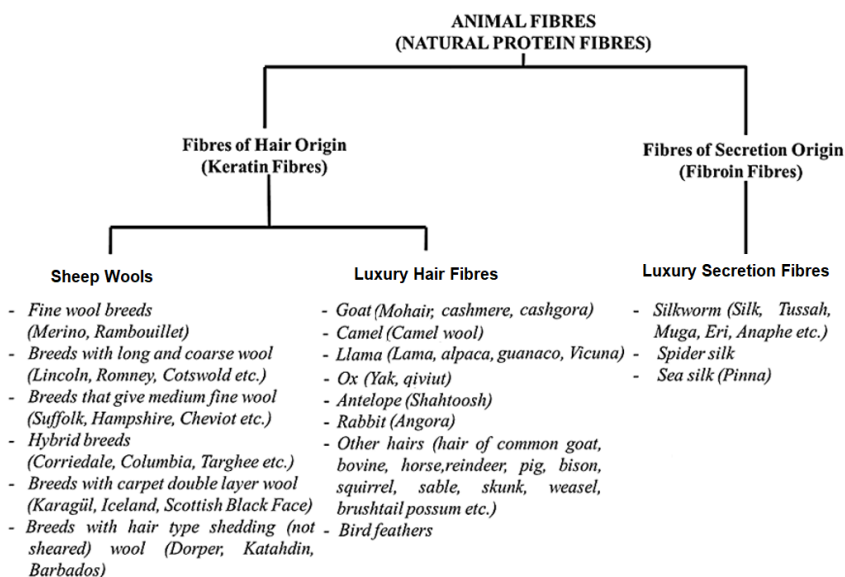 ANIMAL FIBRES
(NATURAL PROTEIN FIBRES)
Fibres of Hair Origin
(Keratin Fibres)
Fibres of Secretion Origin
(Fibroin Fibres)
Sheep Wools
- Fine wool breeds
(Merino, Rambouillet)
- Breeds with long and coarse wool
(Lincoln, Romney, Cotswold etc.)
- Breeds that give medium fine wool
(Suffolk, Hampshire, Cheviot etc.)
- Hybrid breeds
(Corriedale, Columbia, Targhee etc.)
- Breeds with carpet double layer wool
(Karagül, Iceland, Scottish Black Face)
- Breeds with hair type shedding (not
sheared) wool (Dorper, Katahdin,
Barbados)
Luxury Hair Fibres
- Goat (Mohair, cashmere, cashgora)
- Camel (Camel wool)
- Llama (Lama, alpaca, guanaco, Vicuna)
- Ox (Yak, qiviut)
- Antelope (Shahtoosh)
- Rabbit (Angora)
- Other hairs (hair of common goat,
bovine, horse,reindeer, pig, bison,
squirrel, sable, skunk, weasel,
brushtail possum etc.)
- Bird feathers
Luxury Secretion Fibres
- Silkworm (Silk, Tussah,
Muga, Eri, Anaphe etc.)
- Spider silk
- Sea silk (Pinna)